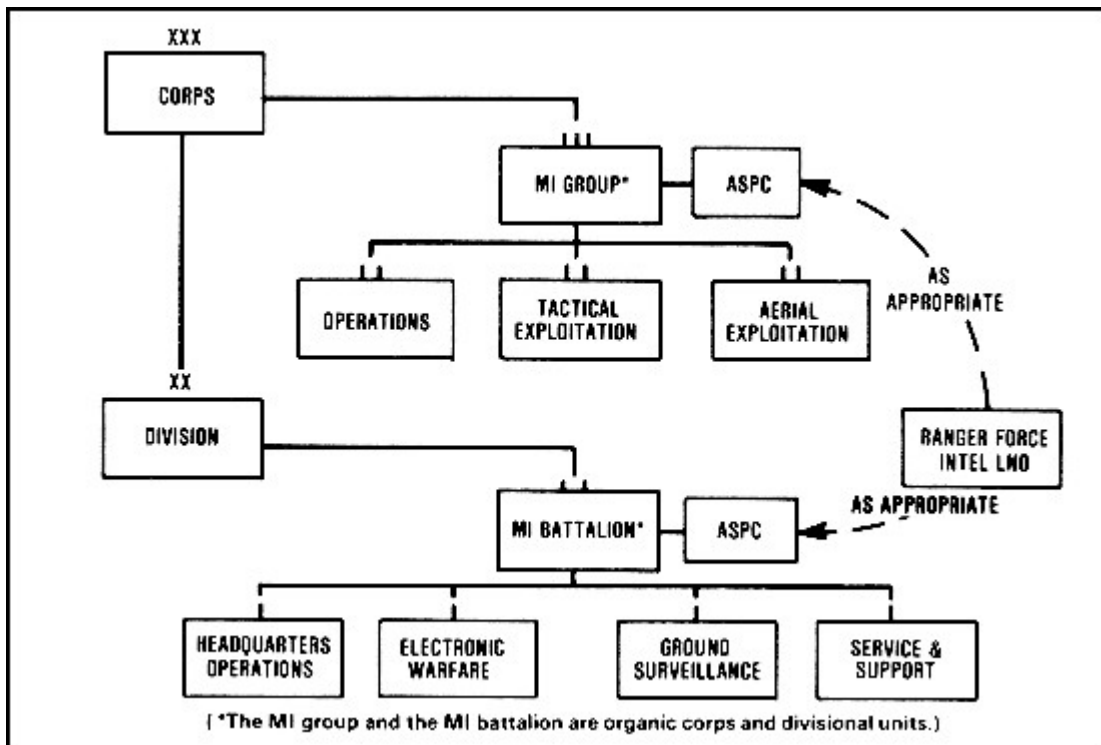 XXX
CORPS
MI GROUP*
ASPC
AS
APPROPRIATE
OPERATIONS
TACTICAL
EXPLOITATION
AERIAL
EXPLOITATION
XX
DIVISION
RANGER FORCE
INTEL LNO
AS APPROPRIATE
MI BATTALION*
ASPC
HEADQUARTERS
OPERATIONS
ELECTRONIC
WARFARE
GROUND
SURVEILLANCE
SERVICE &
SUPPORT
( *The MI group and the MI battalion are organic corps and divisional units.)